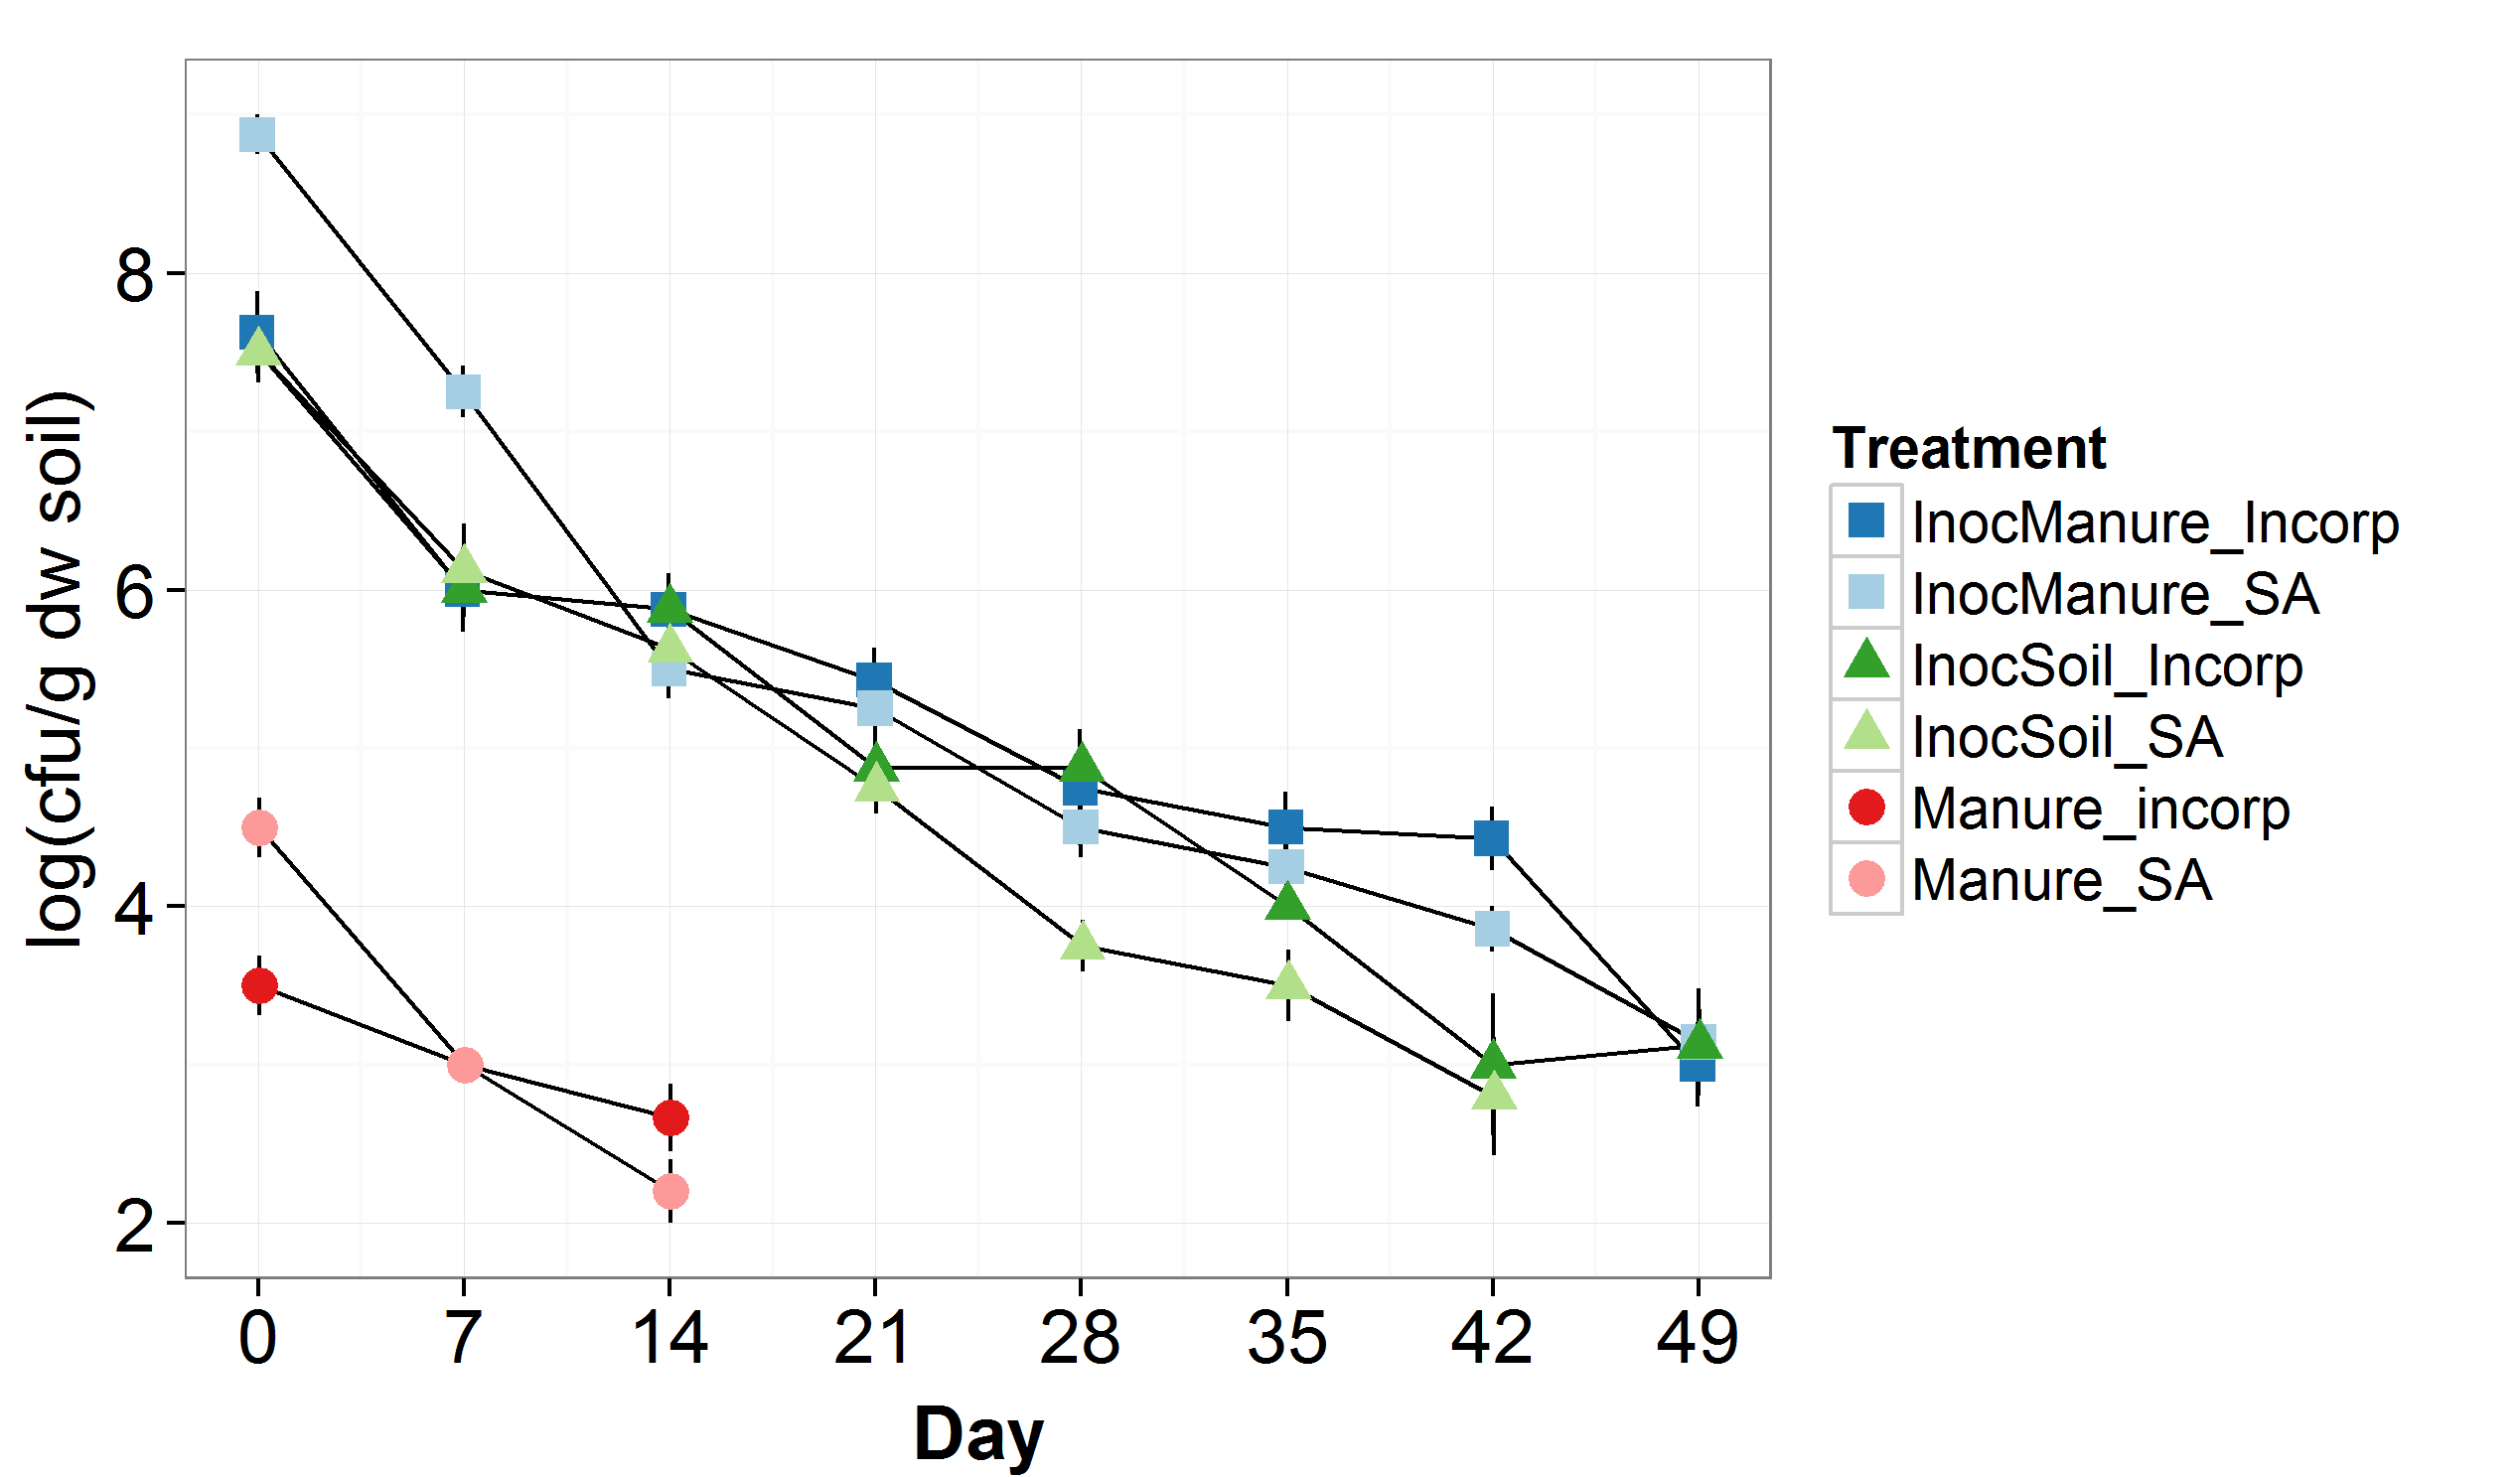 log(cfu/g dw soil)
8
6
4
2
0 7 14 21 28 35 42 49
Day
Treatment
InocManure_Incorp
InocManure_SA
InocSoil_Incorp
InocSoil_SA
Manure_incorp
Manure_SA